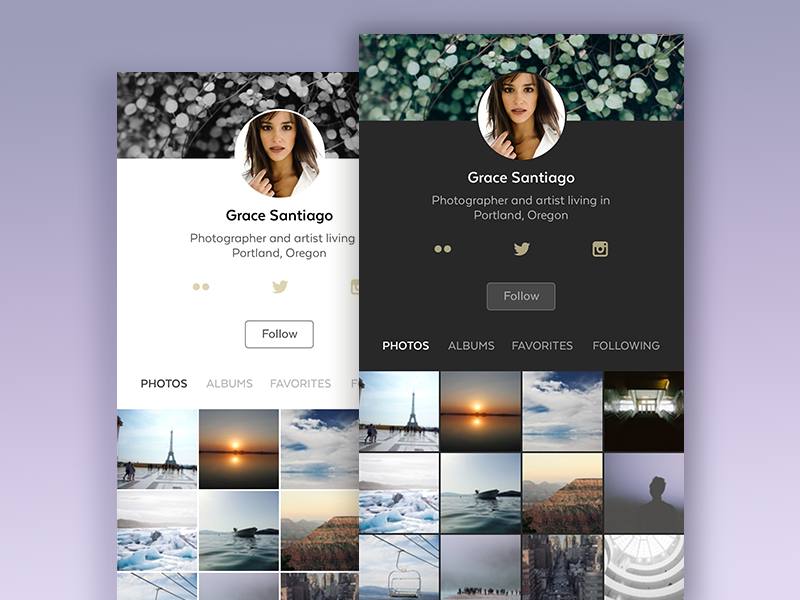 Grace Santiago
Photographer and artist living
Portland, Oregon
Follow
PHOTOS ALBUMS FAVORITES
Grace Santiago
Photographer and artist living in
Portland, Oregon
Follow
PHOTOS ALBUMS FAVORITES FOLLOWING